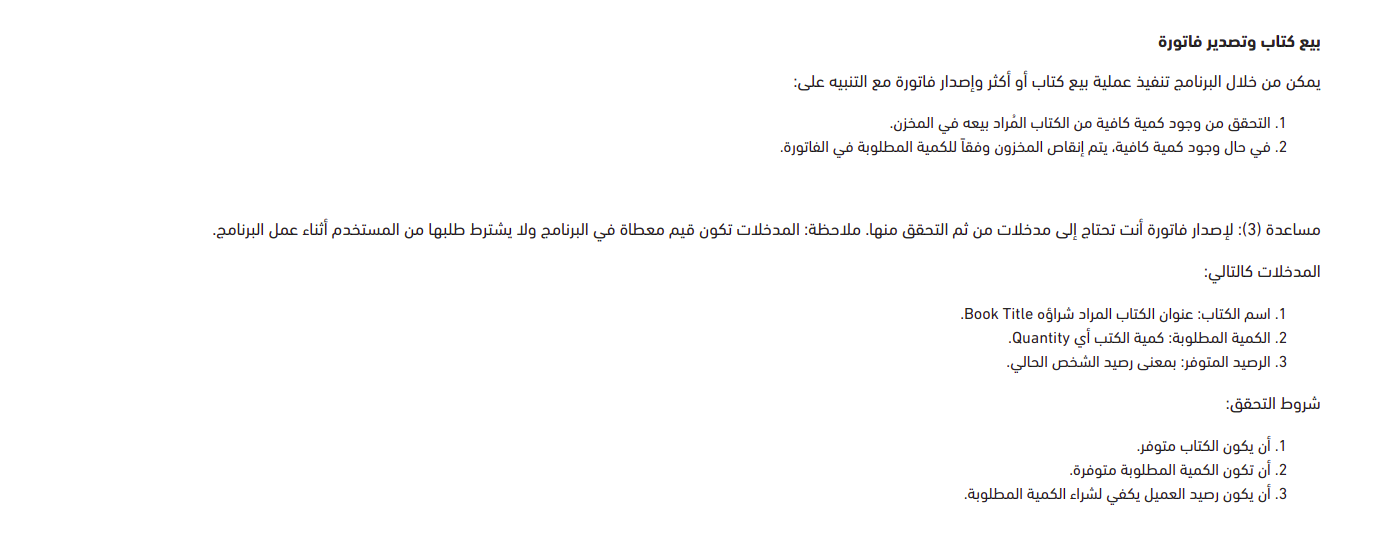 بيع كتاب وتصدير فاتورة
يمكن من خلال البرنامج تنفيذ عملية بيع كتاب أو أكثر وإصدار فاتورة مع التنبيه على:
1. التحقق من وجود كمية كافية من الكتاب المُراد بيعه في المخزن.
2. في حال وجود كمية كافية، يتم إنقاص المخزون وفقاً للكمية المطلوبة في الفاتورة.
مساعدة (3): لإصدار فاتورة أنت تحتاج إلى مدخلات من ثم التحقق منها. ملاحظة: المدخلات تكون قيم معطاة في البرنامج ولا يشترط طلبها من المستخدم أثناء عمل البرنامج.
المدخلات كالتالي:
1. اسم الكتاب: عنوان الكتاب المراد شراؤه Book Title.
2. الكمية المطلوبة: كمية الكتب أي Quantity.
3. الرصيد المتوفر: بمعنى رصيد الشخص الحالي.
شروط التحقق:
1. أن يكون الكتاب متوفر.
2. أن تكون الكمية المطلوبة متوفرة.
3. أن يكون رصيد العميل يكفي لشراء الكمية المطلوبة.